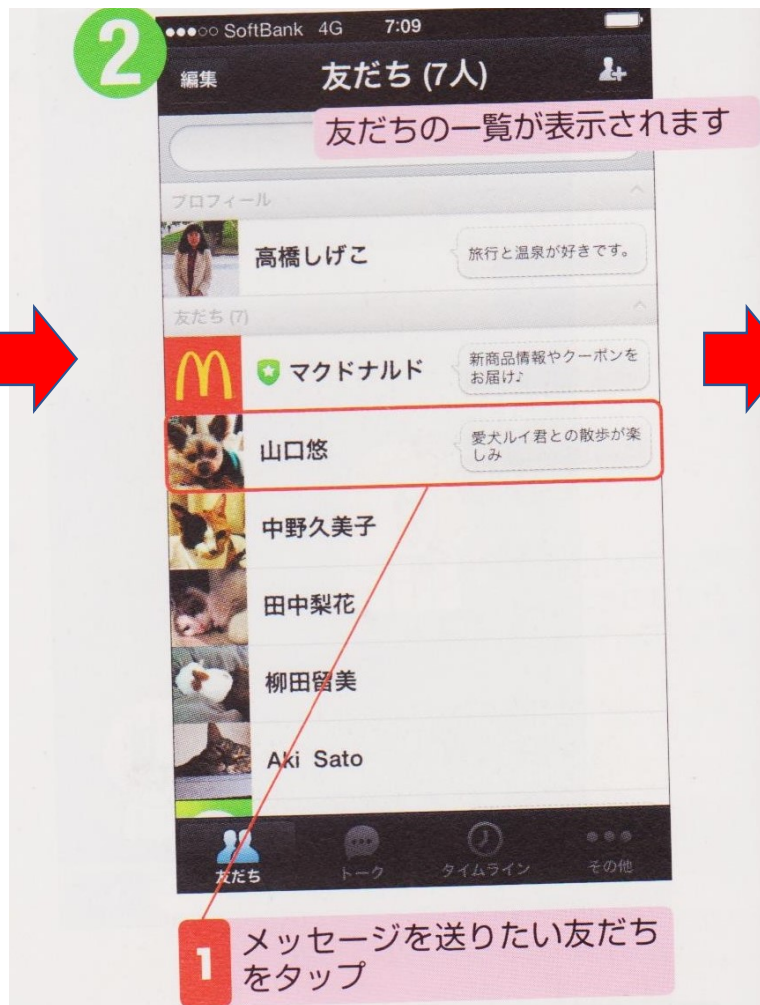 2
●●●○○ SoftBank 4G 7:09
編集 友だち (7人)
友だちの一覧が表示されます
プロフィール
高橋しげこ 旅行と温泉が好きです。
友だち (7)
マクドナルド 新商品情報やクーポンを
お届け♪
山口悠 愛犬ルイ君との散歩が楽
しみ
中野久美子
田中梨花
柳田留美
Aki Sato
友だち トーク タイムライン その他
1 メッセージを送りたい友だち
をタップ